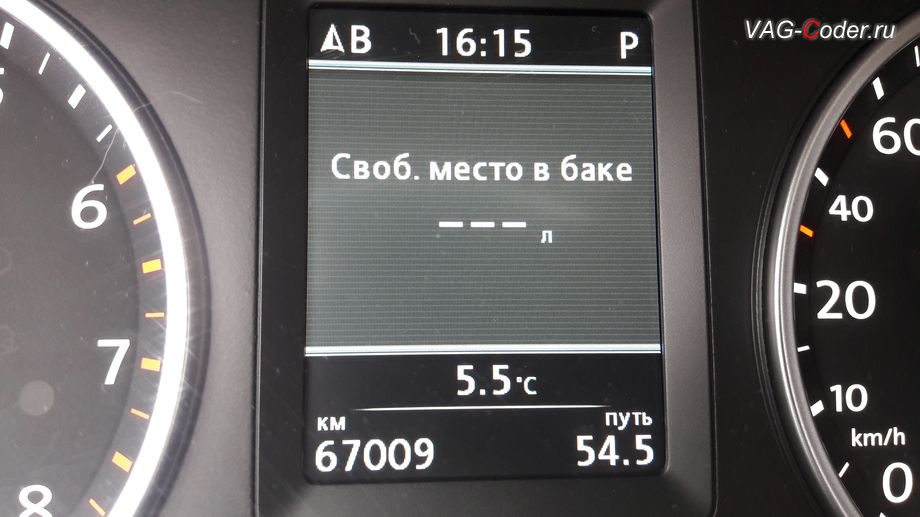 VAG-Coder.ru
В 16:15 P
Своб. место в баке
--- л
5.5°C
км путь
67009 54.5
6
7
8
60
40
20
10
km/h
0